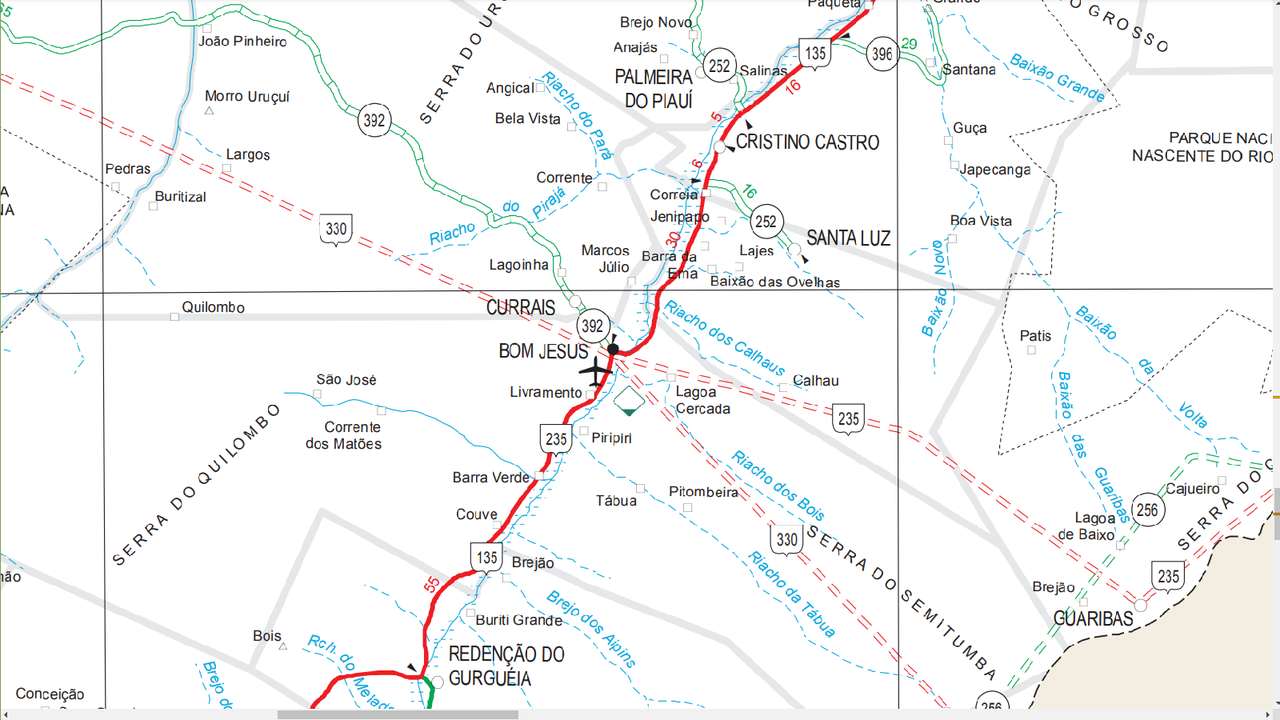 35
João Pinheiro
Morro Uruçuí
SERRA DO URU
Brejo Novo
Anajás
PALMEIRA
DO PIAUÍ
252
Salinas
Paqueta
135
396
29
Grande
O GROSSO
Santana
Baixão Grande
Angical
Bela Vista
Riacho do Pará
392
16
5
CRISTINO CASTRO
Guça
PARQUE NACI
NASCENTE DO RIO
Pedras
Largos
Buritizal
Corrente
6
Correia
16
Japecanga
A
NA
330
Riacho
do
Pirajá
Jenipapo
252
SANTA LUZ
Boa Vista
Lagoinha
Marcos
Júlio
30
Barra da
Ema
Lajes
Baixão das Ovelhas
Baixão Novo
Quilombo
CURRAIS
392
BOM JESUS
Riacho dos Calhaus
Patis
Baixão
da
Volta
São José
Livramento
Lagoa
Cercada
Calhau
235
Baixão
das
Guaribas
Corrente
dos Matões
235
Piripiri
SERRA DO QUILOMBO
Barra Verde
Tábua
Pitombeira
Riacho dos Bois
Cajueiro
256
Couve
330
SERRA DO SEMITUMBA
Lagoa
de Baixo
SERRA DO
135
Brejão
Riacho da Tábua
235
55
Brejão
GUARIBAS
Buriti Grande
Brejo dos Aipins
Bois
Rch. do Meiado
REDENÇÃO DO
GURGUÉIA
Brejo do
Conceição
256